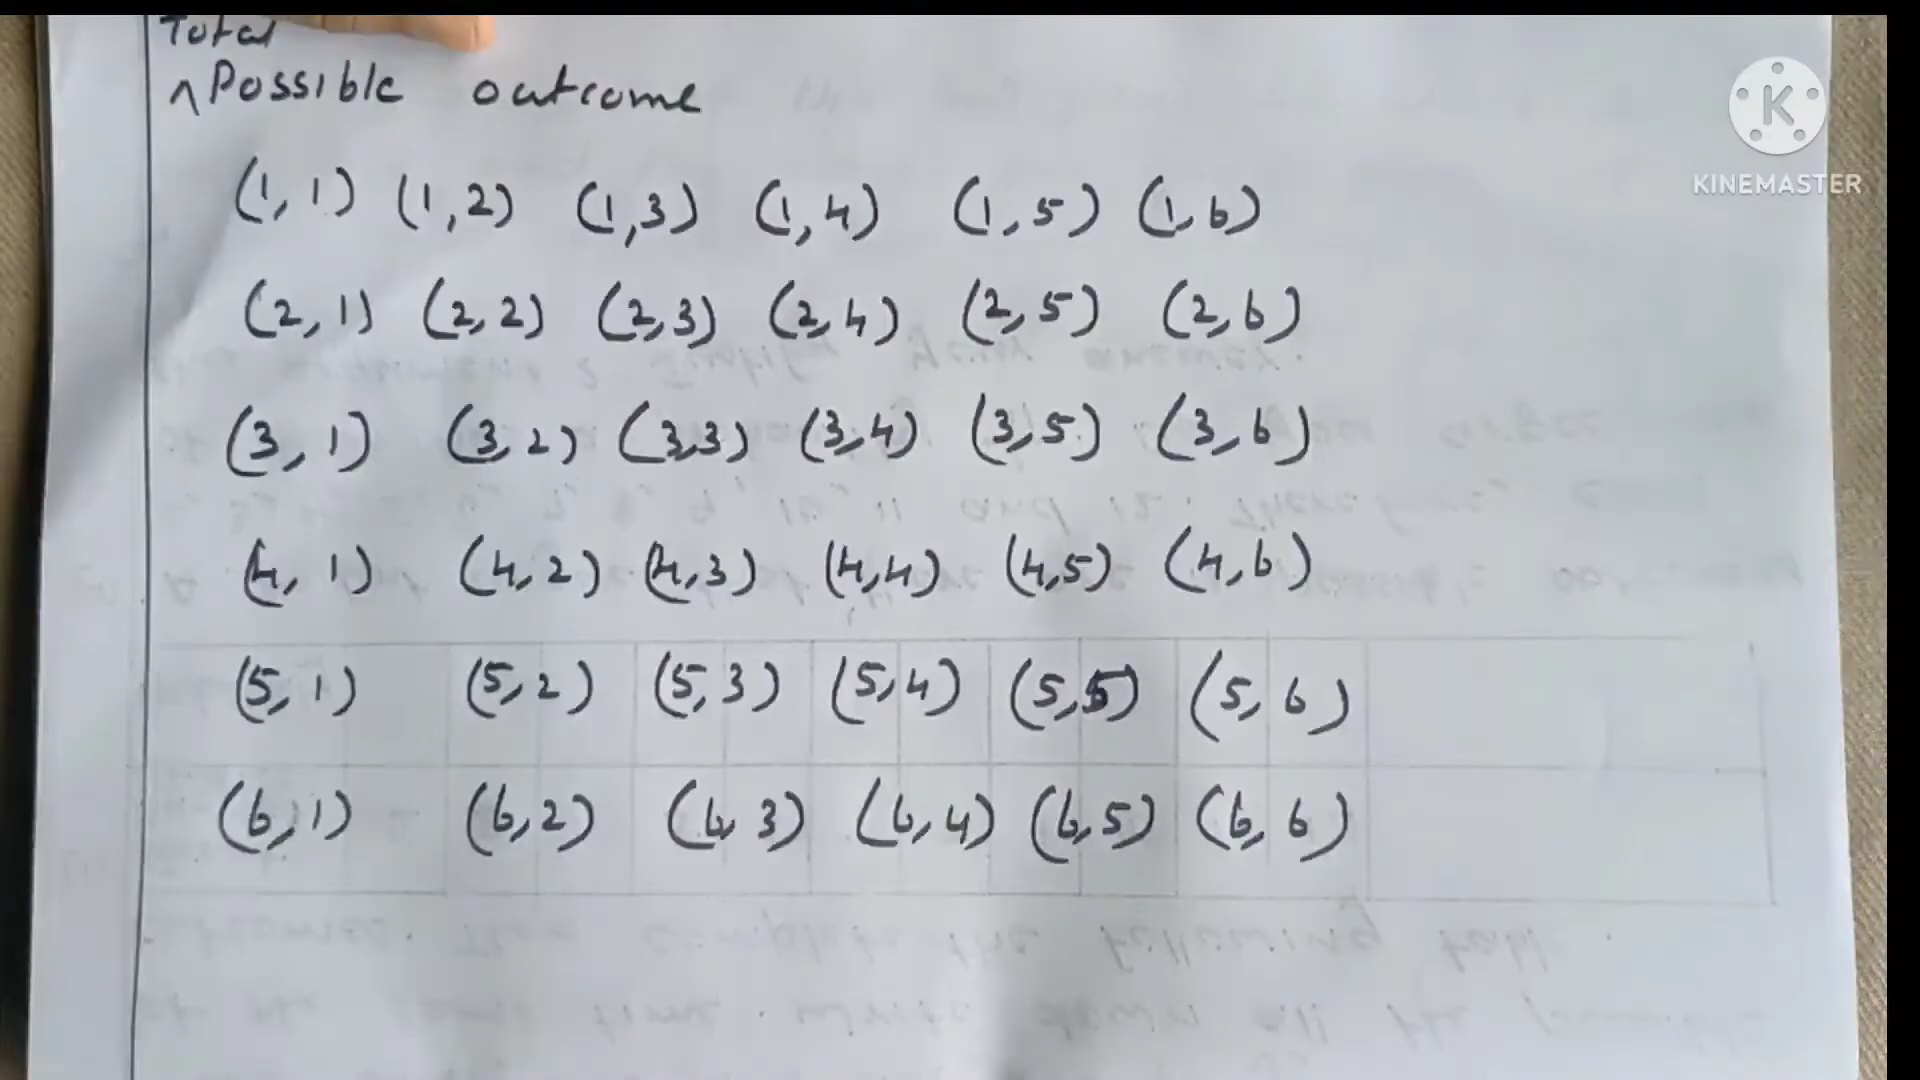 Total
^ Possible outcome
K
KINEMASTER
(1, 1) (1, 2) (1, 3) (1, 4) (1, 5) (1, 6)
(2, 1) (2, 2) (2, 3) (2, 4) (2, 5) (2, 6)
(3, 1) (3, 2) (3, 3) (3, 4) (3, 5) (3, 6)
(4, 1) (4, 2) (4, 3) (4, 4) (4, 5) (4, 6)
(5, 1) (5, 2) (5, 3) (5, 4) (5, 5) (5, 6)
(6, 1) (6, 2) (6, 3) (6, 4) (6, 5) (6, 6)